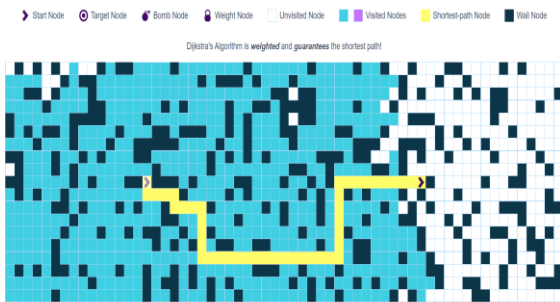 Start Node Target Node Bomb Node Weight Node Unvisited Node Visited Nodes Shortest-path Node Wall Node
Dijkstra's Algorithm is weighted and guarantees the shortest path!